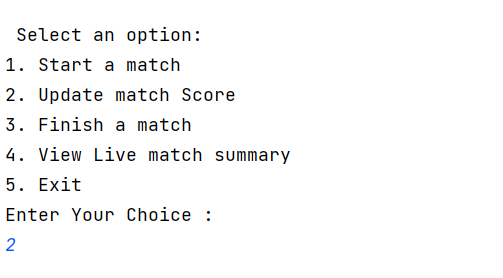 Select an option:
1. Start a match
2. Update match Score
3. Finish a match
4. View Live match summary
5. Exit
Enter Your Choice :
2